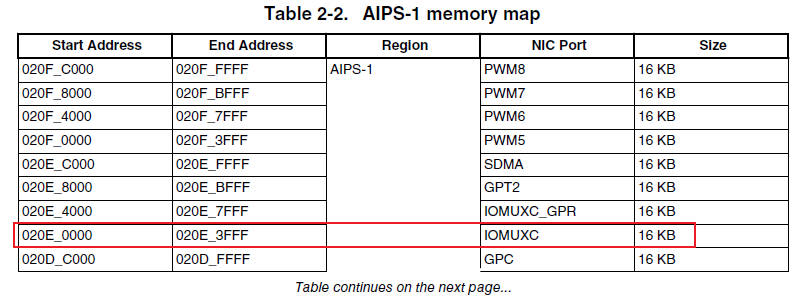 Table 2-2. AIPS-1 memory map
Start Address End Address Region NIC Port Size
020F_C000 020F_FFFF AIPS-1 PWM8 16 KB
020F_8000 020F_BFFF PWM7 16 KB
020F_4000 020F_7FFF PWM6 16 KB
020F_0000 020F_3FFF PWM5 16 KB
020E_C000 020E_FFFF SDMA 16 KB
020E_8000 020E_BFFF GPT2 16 KB
020E_4000 020E_7FFF IOMUXC_GPR 16 KB
020E_0000 020E_3FFF IOMUXC 16 KB
020D_C000 020D_FFFF GPC 16 KB
Table continues on the next page...